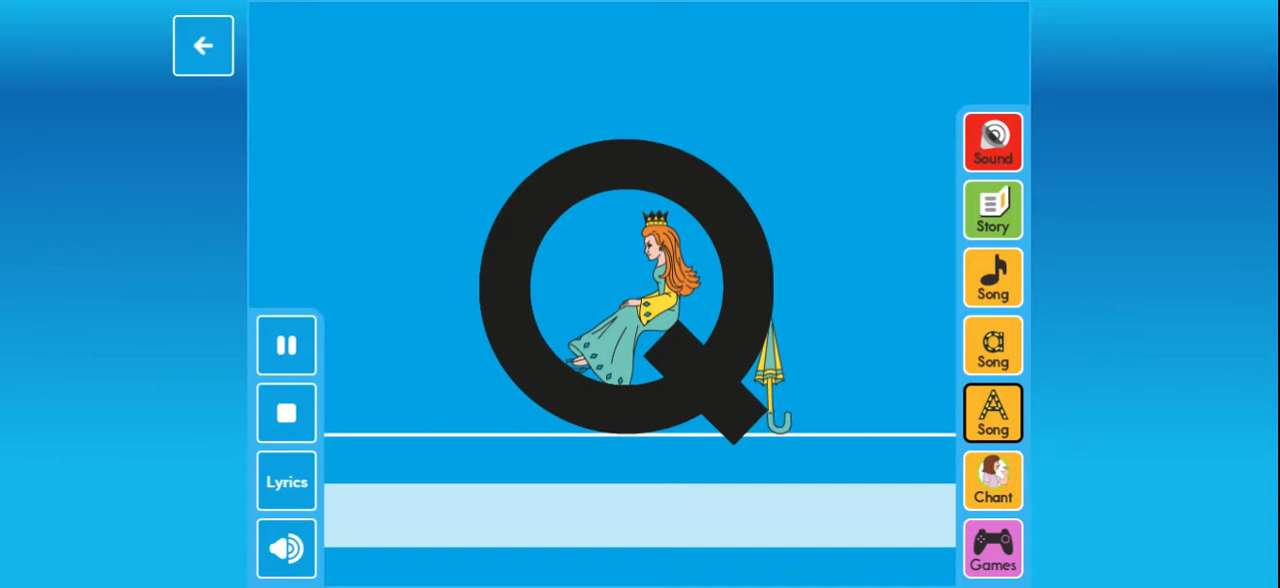 Q
Sound
Story
Song
a
Song
A
Song
Lyrics
Chant
Games